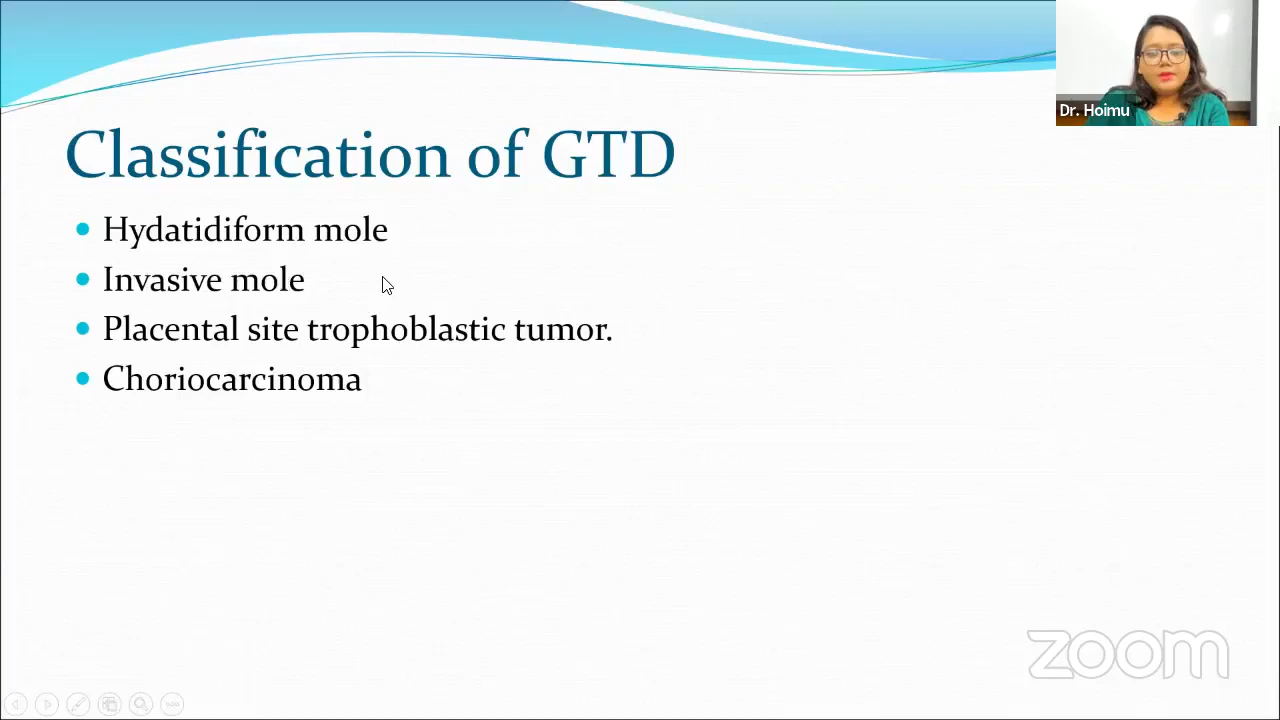 Dr. Hoimu
Classification of GTD
Hydatidiform mole
Invasive mole
Placental site trophoblastic tumor.
Choriocarcinoma
zoom